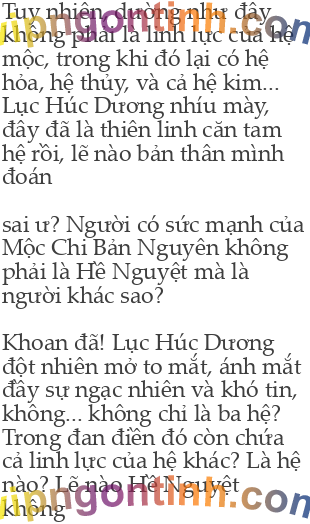 Tuy nhiên, dường như đây
không phải là linh lực của hệ
mộc, trong khi đó lại có hệ
hỏa, hệ thủy, và cả hệ kim...
Lục Húc Dương nhíu mày,
đây đã là thiên linh căn tam
hệ rồi, lẽ nào bản thân mình
đoán
sai ư? Người có sức mạnh của
Mộc Chi Bản Nguyên không
phải là Hề Nguyệt mà là
người khác sao?
Khoan đã! Lục Húc Dương
đột nhiên mở to mắt, ánh mắt
đầy sự ngạc nhiên và khó tin,
không... không chỉ là ba hệ?
Trong đan điền đó còn chứa
cả linh lực của hệ khác? Là hệ
nào? Lẽ nào Hề Nguyệt
không